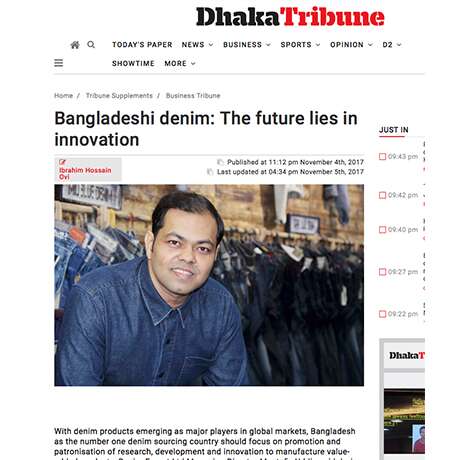 DhakaTribune
TODAY'S PAPER NEWS BUSINESS SPORTS OPINION D2
SHOWTIME MORE
Home / Tribune Supplements / Business Tribune
Bangladeshi denim: The future lies in
innovation
Ibrahim Hossain
Ovi
Published at 11:12 pm November 4th, 2017
Last updated at 04:34 pm November 5th, 2017
With denim products emerging as major players in global markets, Bangladesh
as the number one denim sourcing country should focus on promotion and
patronisation of research, development and innovation to manufacture value-
JUST IN
09:43 pm
09:42 pm
09:40 pm
09:27 pm
09:22 pm
DhakaTribune